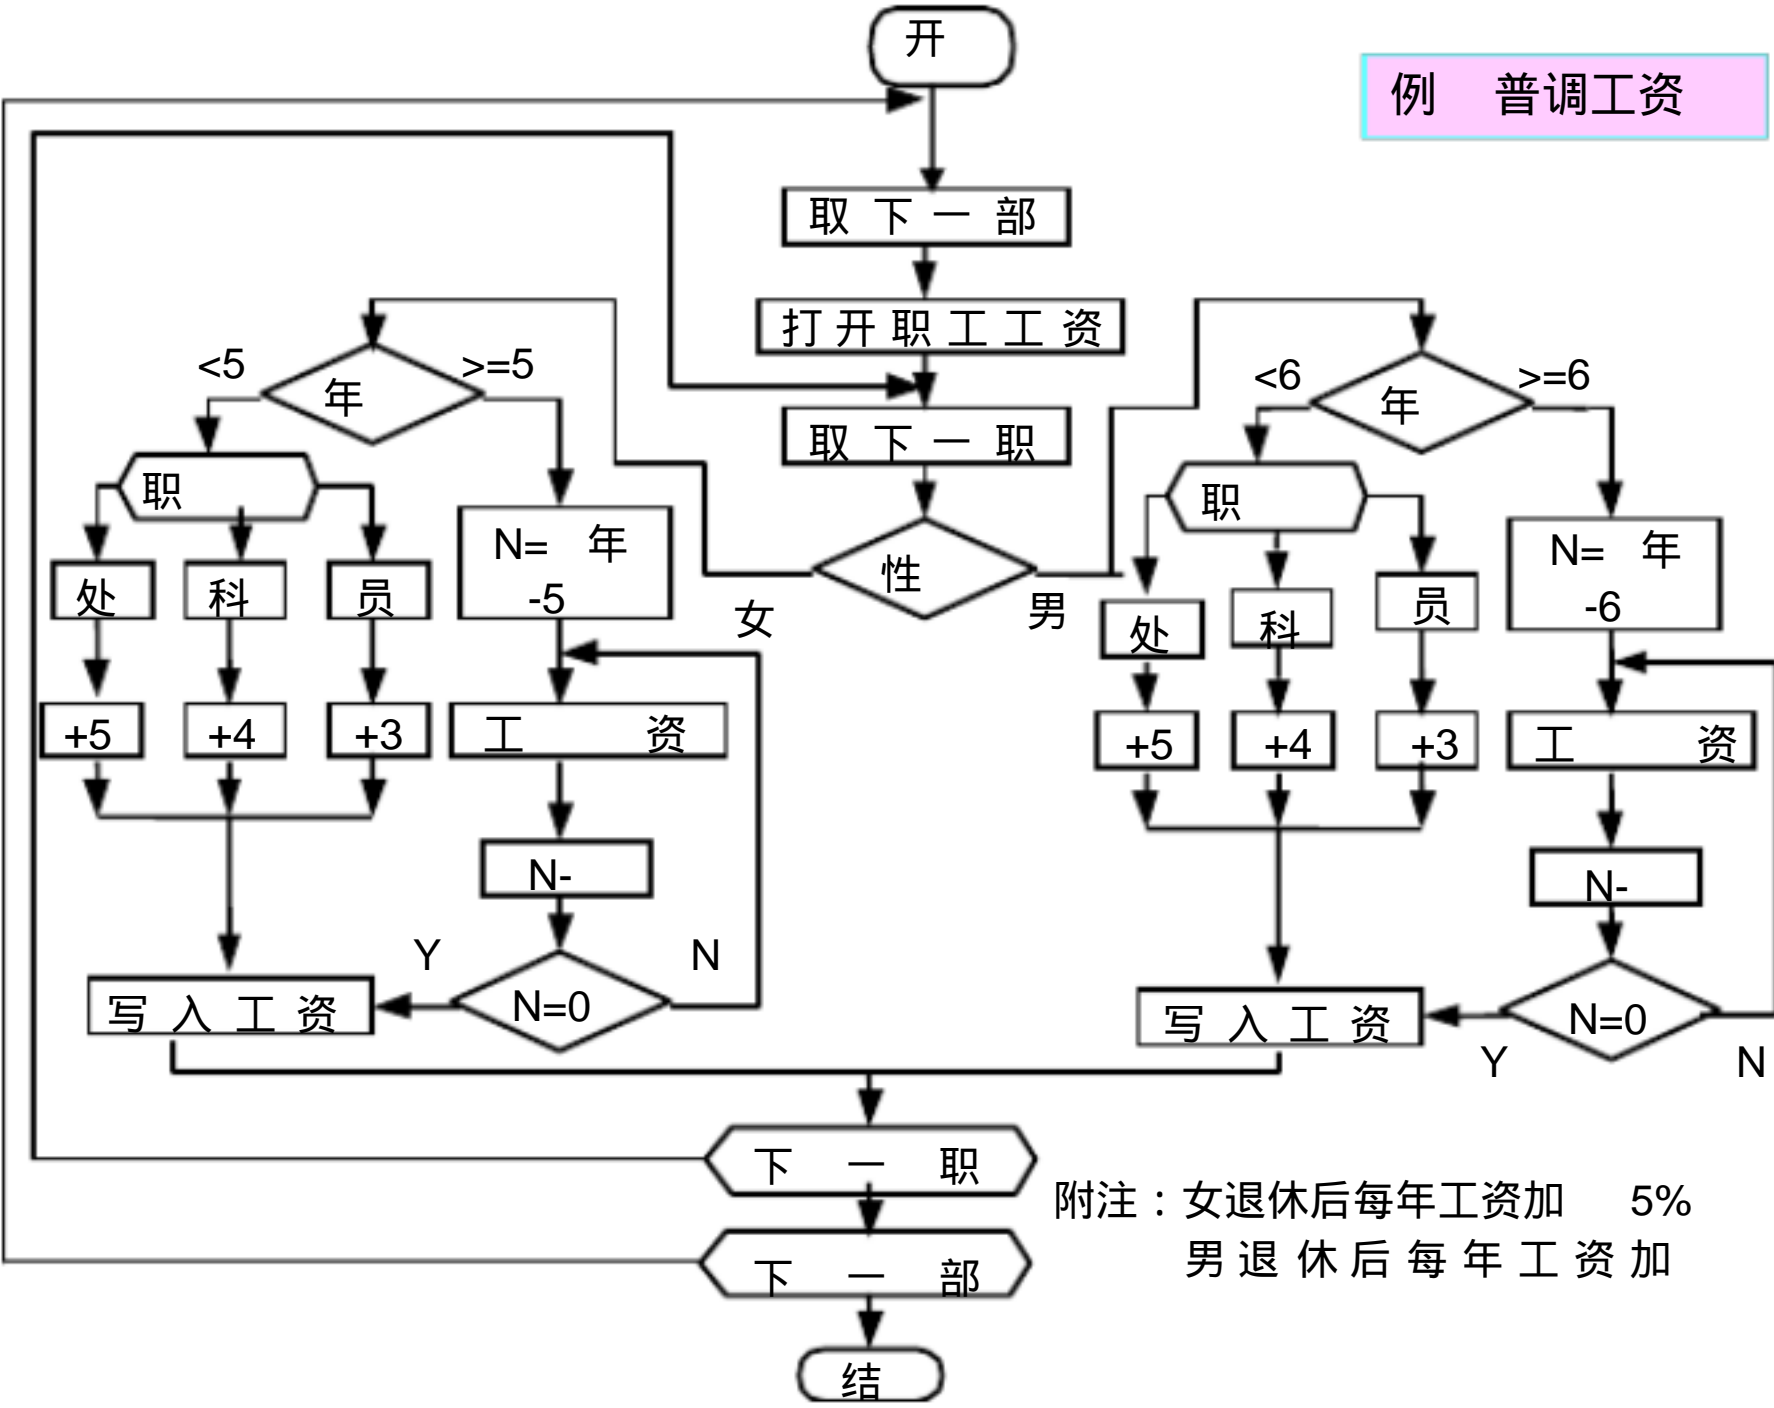 开
例 普调工资
取下一部
打开职工工资
取下一职
性
女
男
<5
年
>=5
职
处
科
员
+5
+4
+3
N= 年
-5
工 资
N-
N=0
Y
N
写入工资
<6
年
>=6
职
处
科
员
+5
+4
+3
N= 年
-6
工 资
N-
N=0
Y
N
写入工资
下一职
下一部
结
附注：女退休后每年工资加 5%
男退休后每年工资加